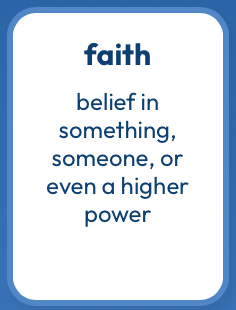 faith
belief in
something,
someone, or
even a higher
power